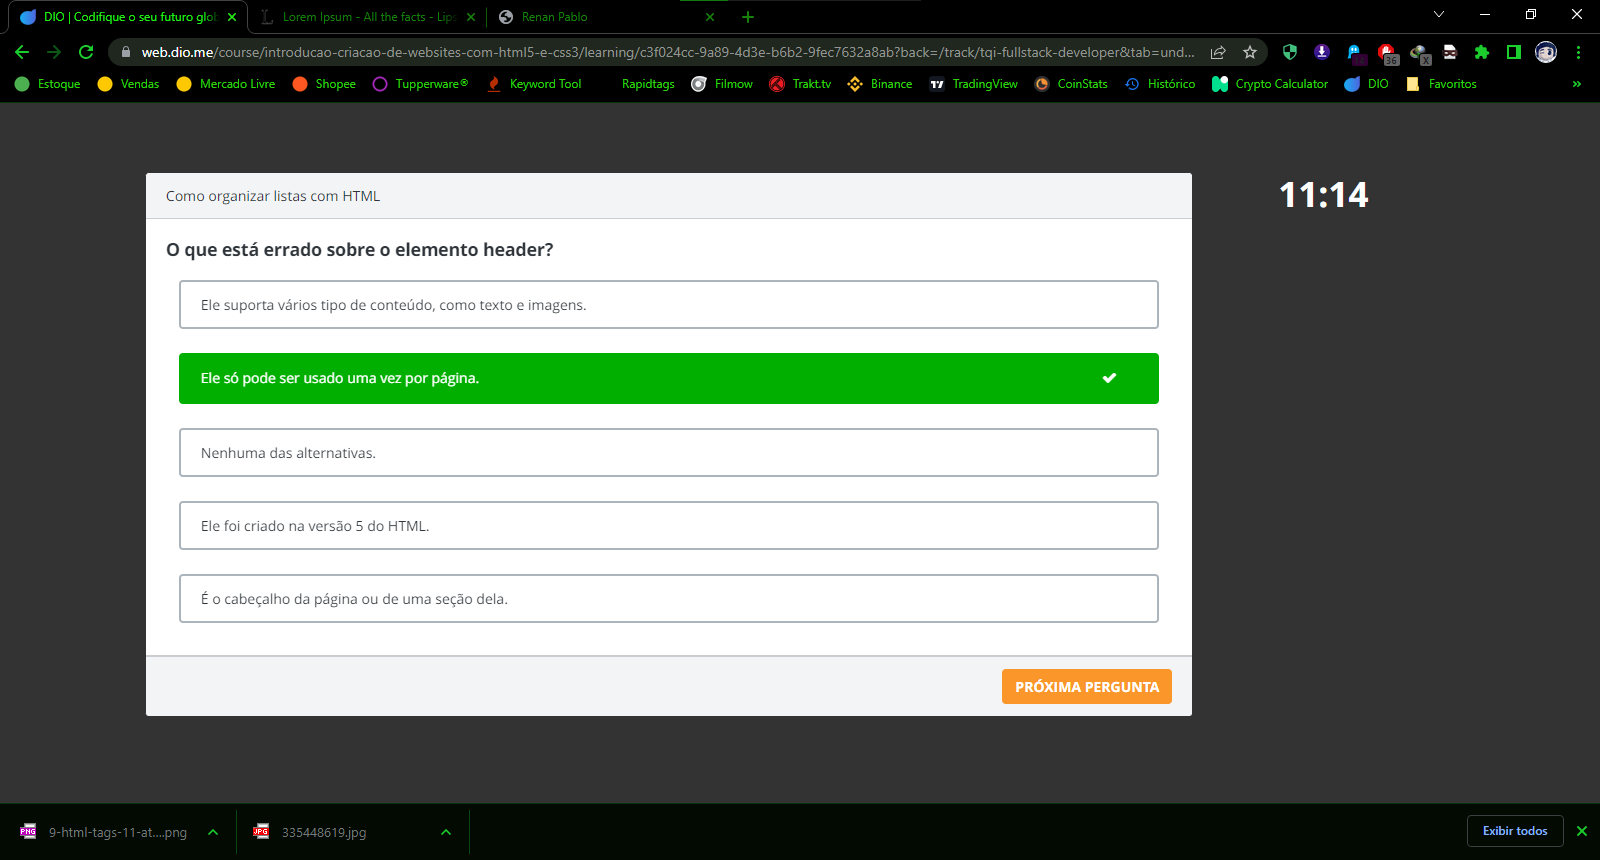 DIO | Codifique o seu futuro glob
Lorem Ipsum - All the facts - Lips
Renan Pablo
web.dio.me/course/introducao-criacao-de-websites-com-html5-e-css3/learning/c3f024cc-9a89-4d3e-b6b2-9fec7632a8ab?back=/track/tqi-fullstack-developer&tab=und...
36
X
Estoque
Vendas
Mercado Livre
Shopee
Tupperware®
Keyword Tool
Rapidtags
Filmow
Trakt.tv
Binance
TradingView
CoinStats
Histórico
Crypto Calculator
DIO
Favoritos
»
Como organizar listas com HTML
11:14
O que está errado sobre o elemento header?
Ele suporta vários tipo de conteúdo, como texto e imagens.
Ele só pode ser usado uma vez por página.
Nenhuma das alternativas.
Ele foi criado na versão 5 do HTML.
É o cabeçalho da página ou de uma seção dela.
PRÓXIMA PERGUNTA
PNG
9-html-tags-11-at....png
JPG
335448619.jpg
Exibir todos